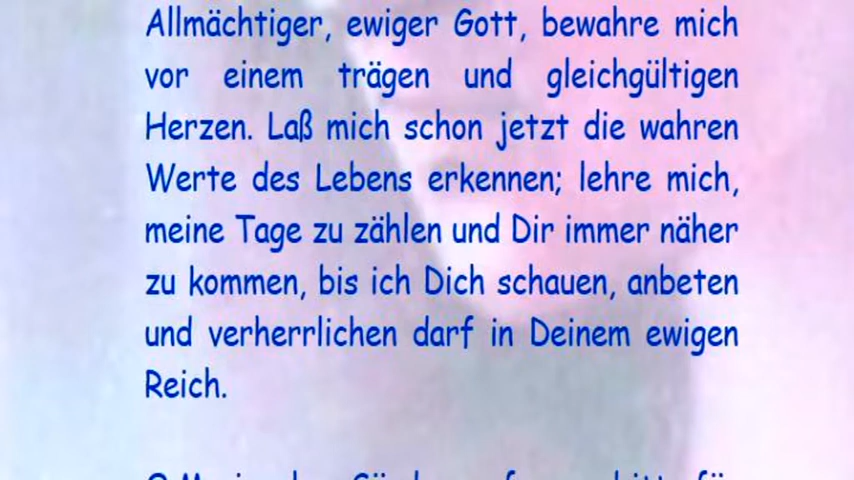 Allmächtiger, ewiger Gott, bewahre mich
vor einem trägen und gleichgültigen
Herzen. Laß mich schon jetzt die wahren
Werte des Lebens erkennen; lehre mich,
meine Tage zu zählen und Dir immer näher
zu kommen, bis ich Dich schauen, anbeten
und verherrlichen darf in Deinem ewigen
Reich.